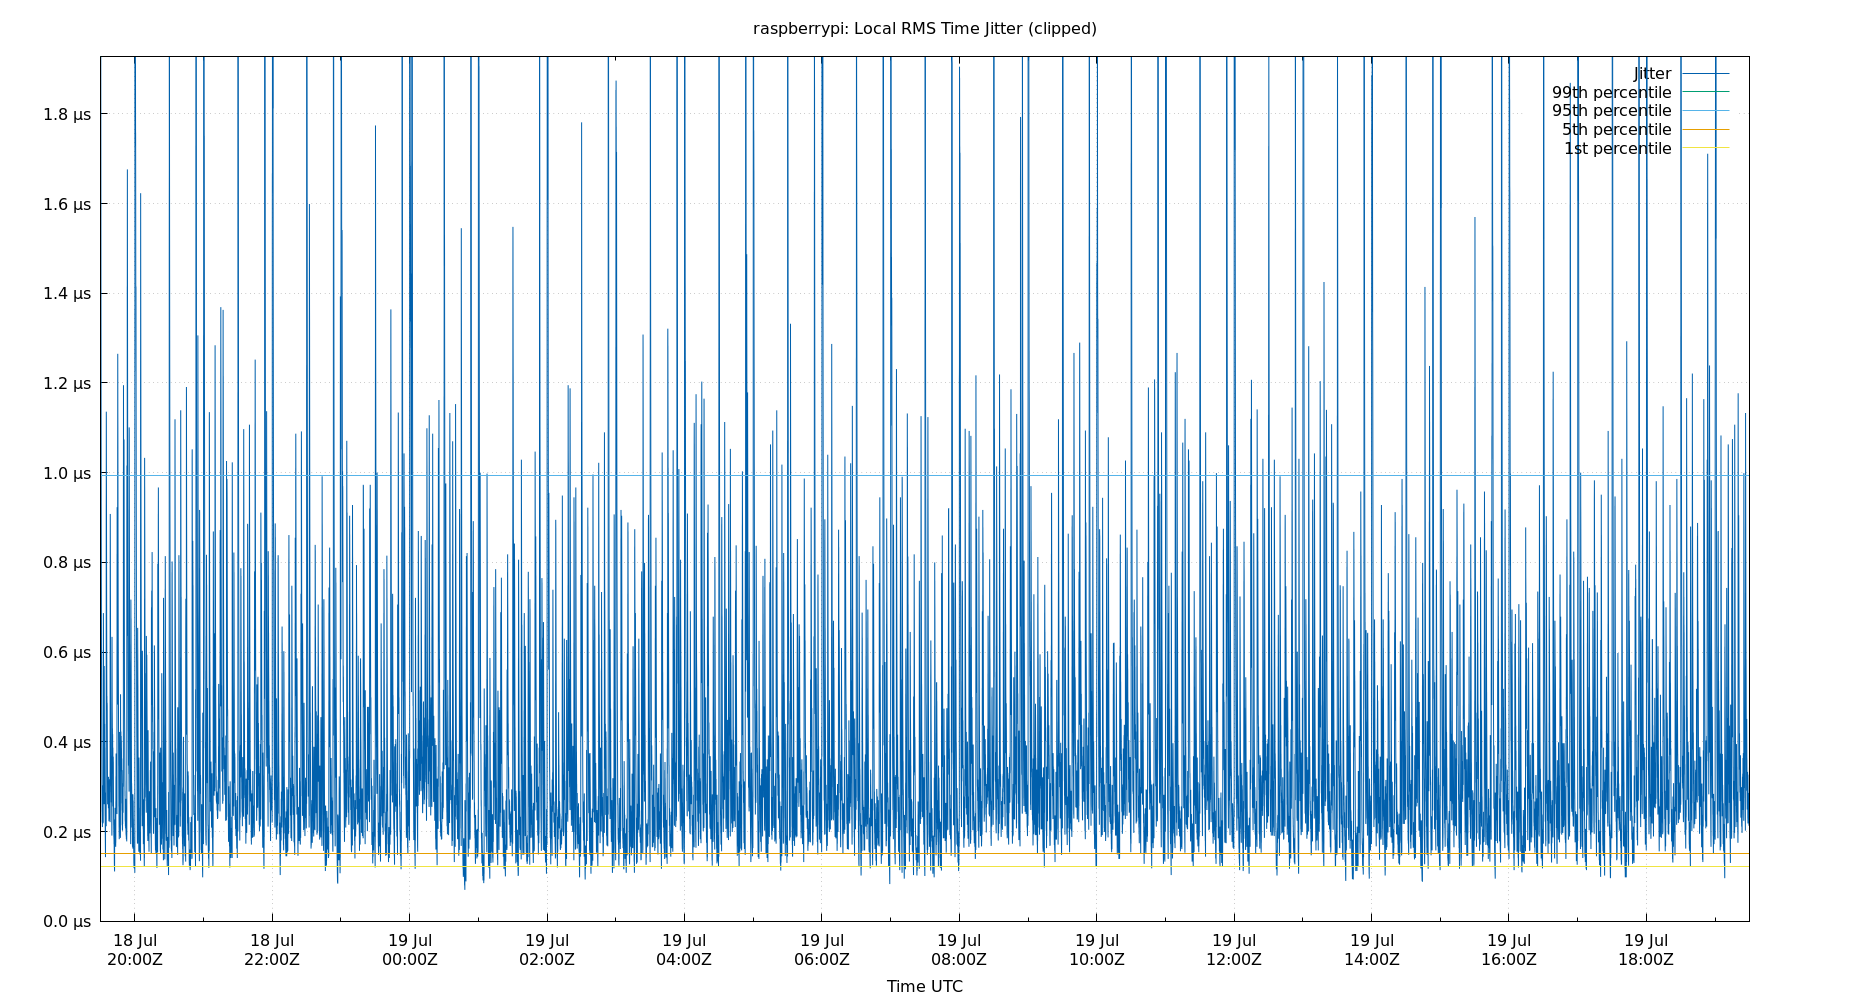 raspberrypi: Local RMS Time Jitter (clipped)
Jitter
99th percentile
95th percentile
5th percentile
1st percentile
1.8 µs
1.6 µs
1.4 µs
1.2 µs
1.0 µs
0.8 µs
0.6 µs
0.4 µs
0.2 µs
0.0 µs
18 Jul 18 Jul 19 Jul 19 Jul 19 Jul 19 Jul 19 Jul 19 Jul 19 Jul 19 Jul 19 Jul 19 Jul
20:00Z 22:00Z 00:00Z 02:00Z 04:00Z 06:00Z 08:00Z 10:00Z 12:00Z 14:00Z 16:00Z 18:00Z
Time UTC